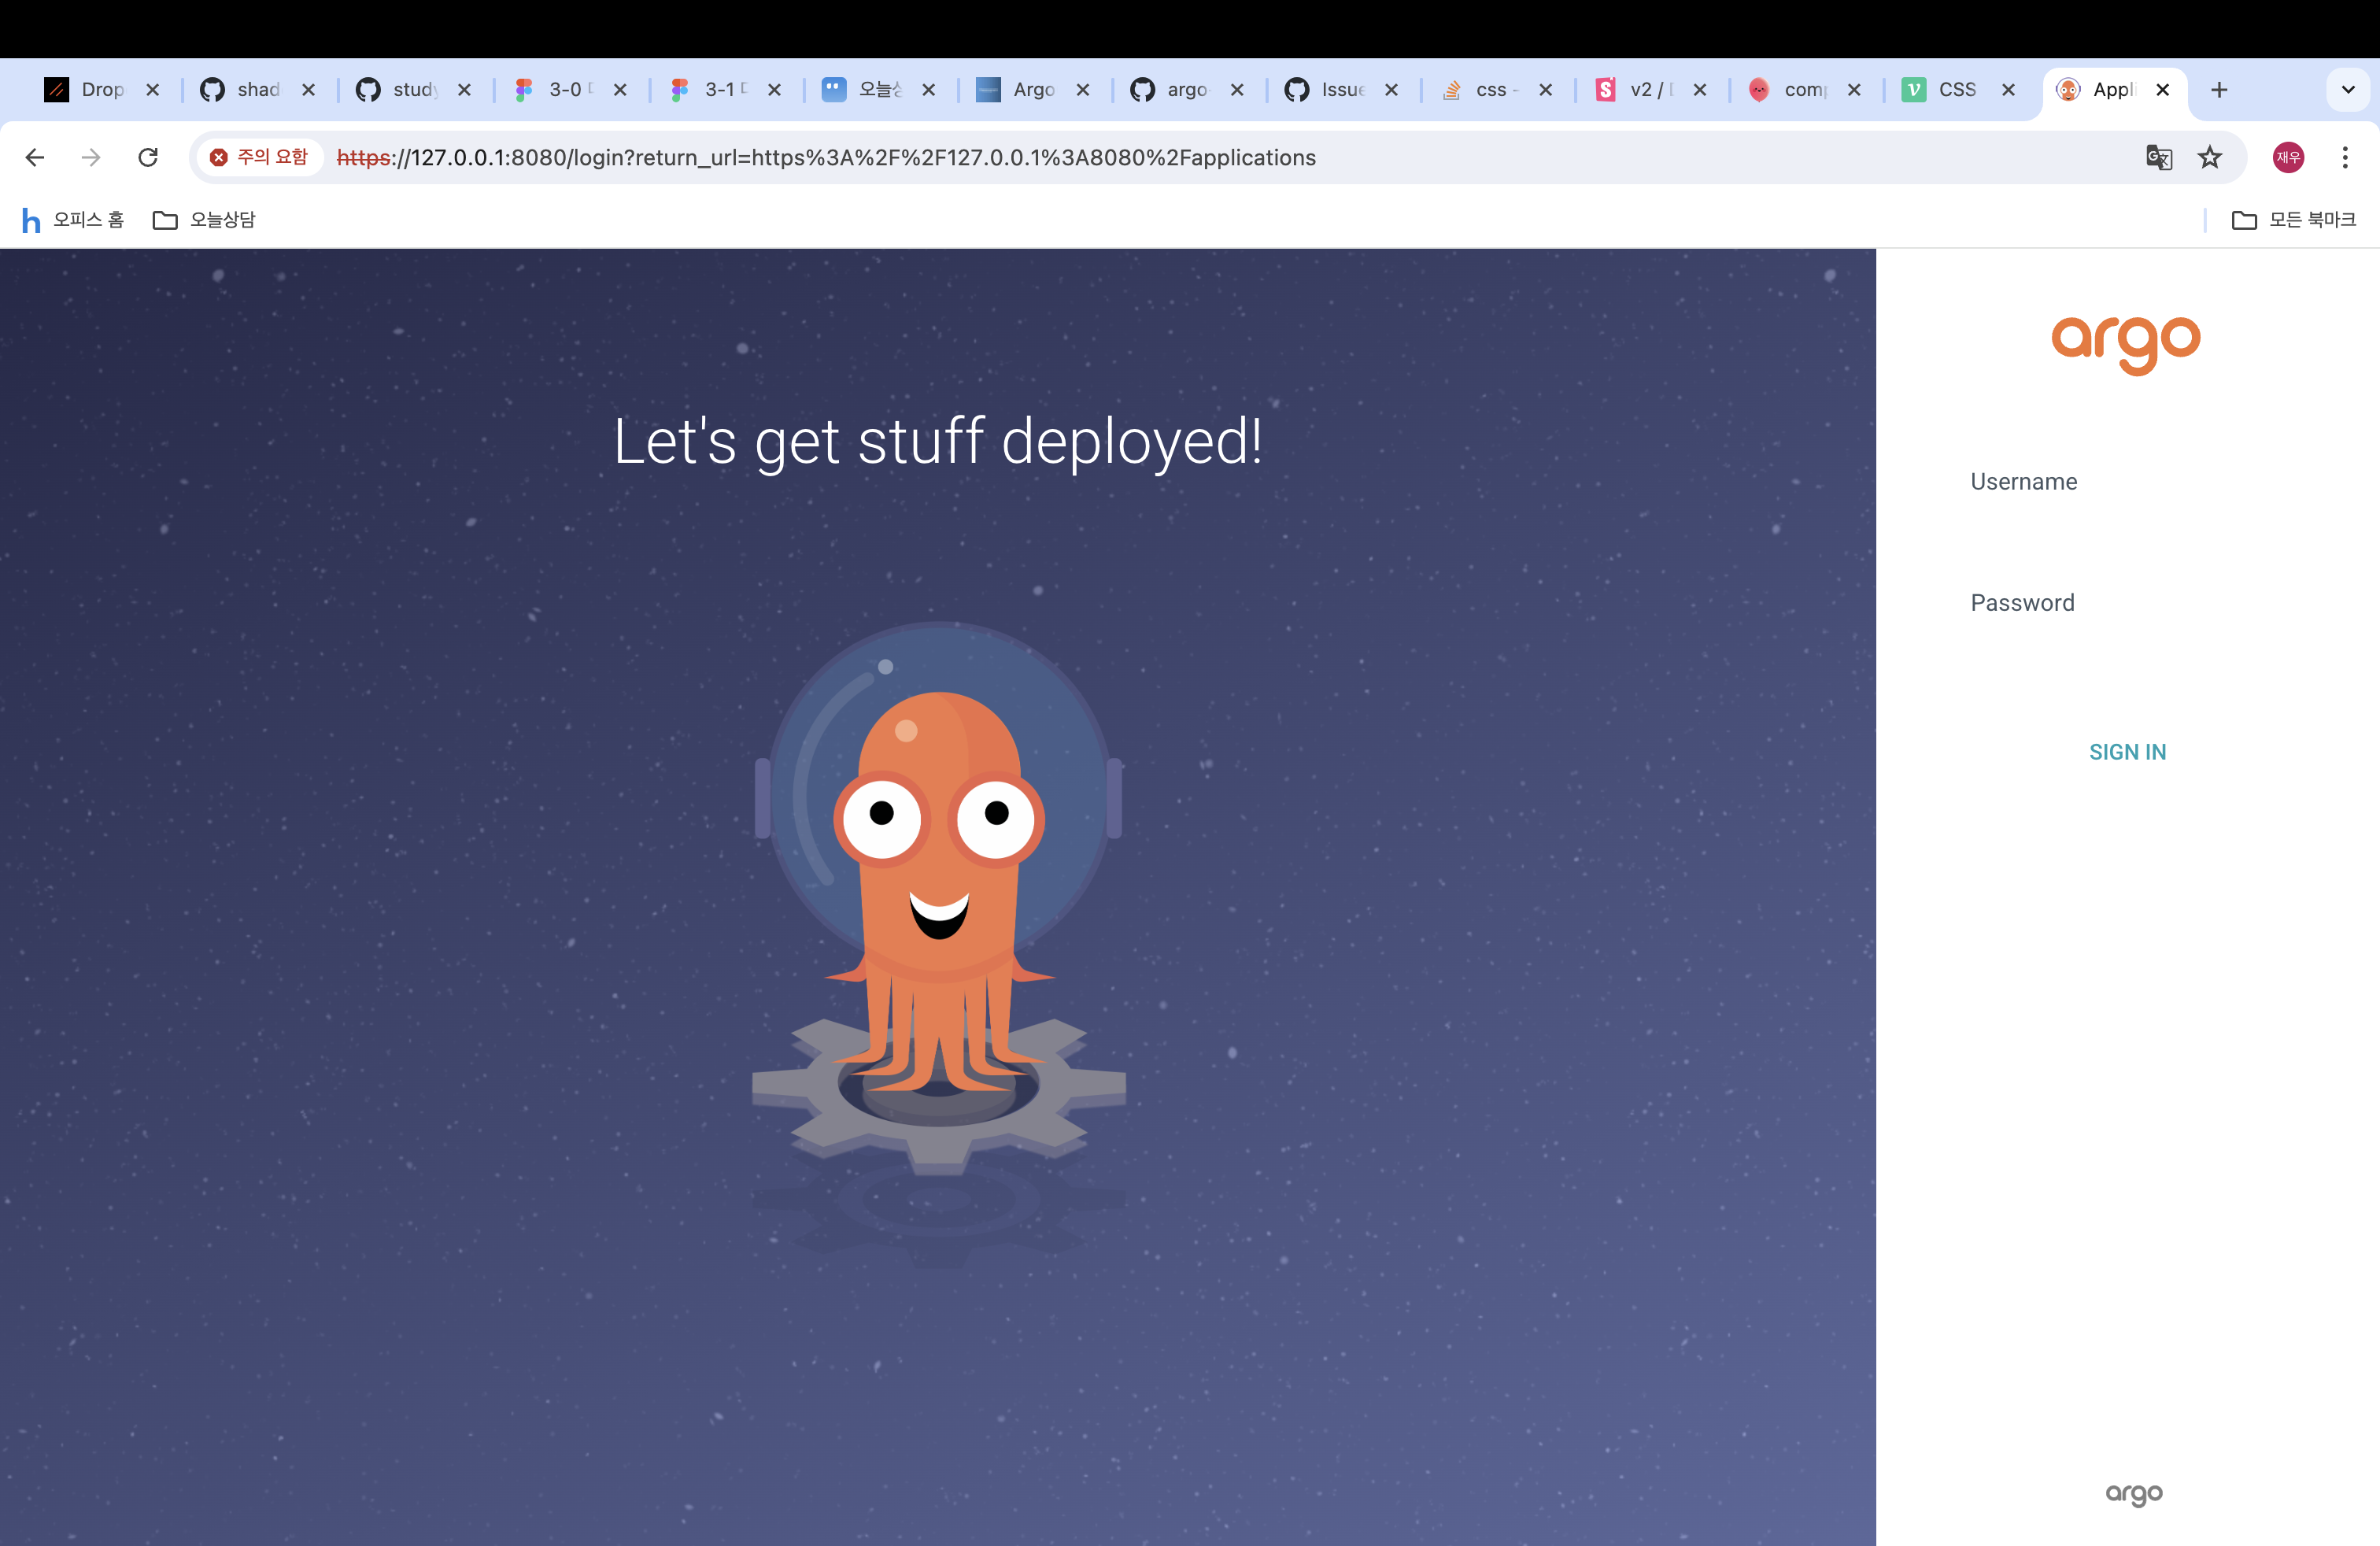 Drop
shad
study
3-0
3-1
오늘상
Argo
argo-
Issue
css -
v2 /
comp
CSS
Appli
주의 요함
https://127.0.0.1:8080/login?return_url=https%3A%2F%2F127.0.0.1%3A8080%2Fapplications
재우
오피스 홈
오늘상담
모든 북마크
argo
Let's get stuff deployed!
Username
Password
SIGN IN
argo